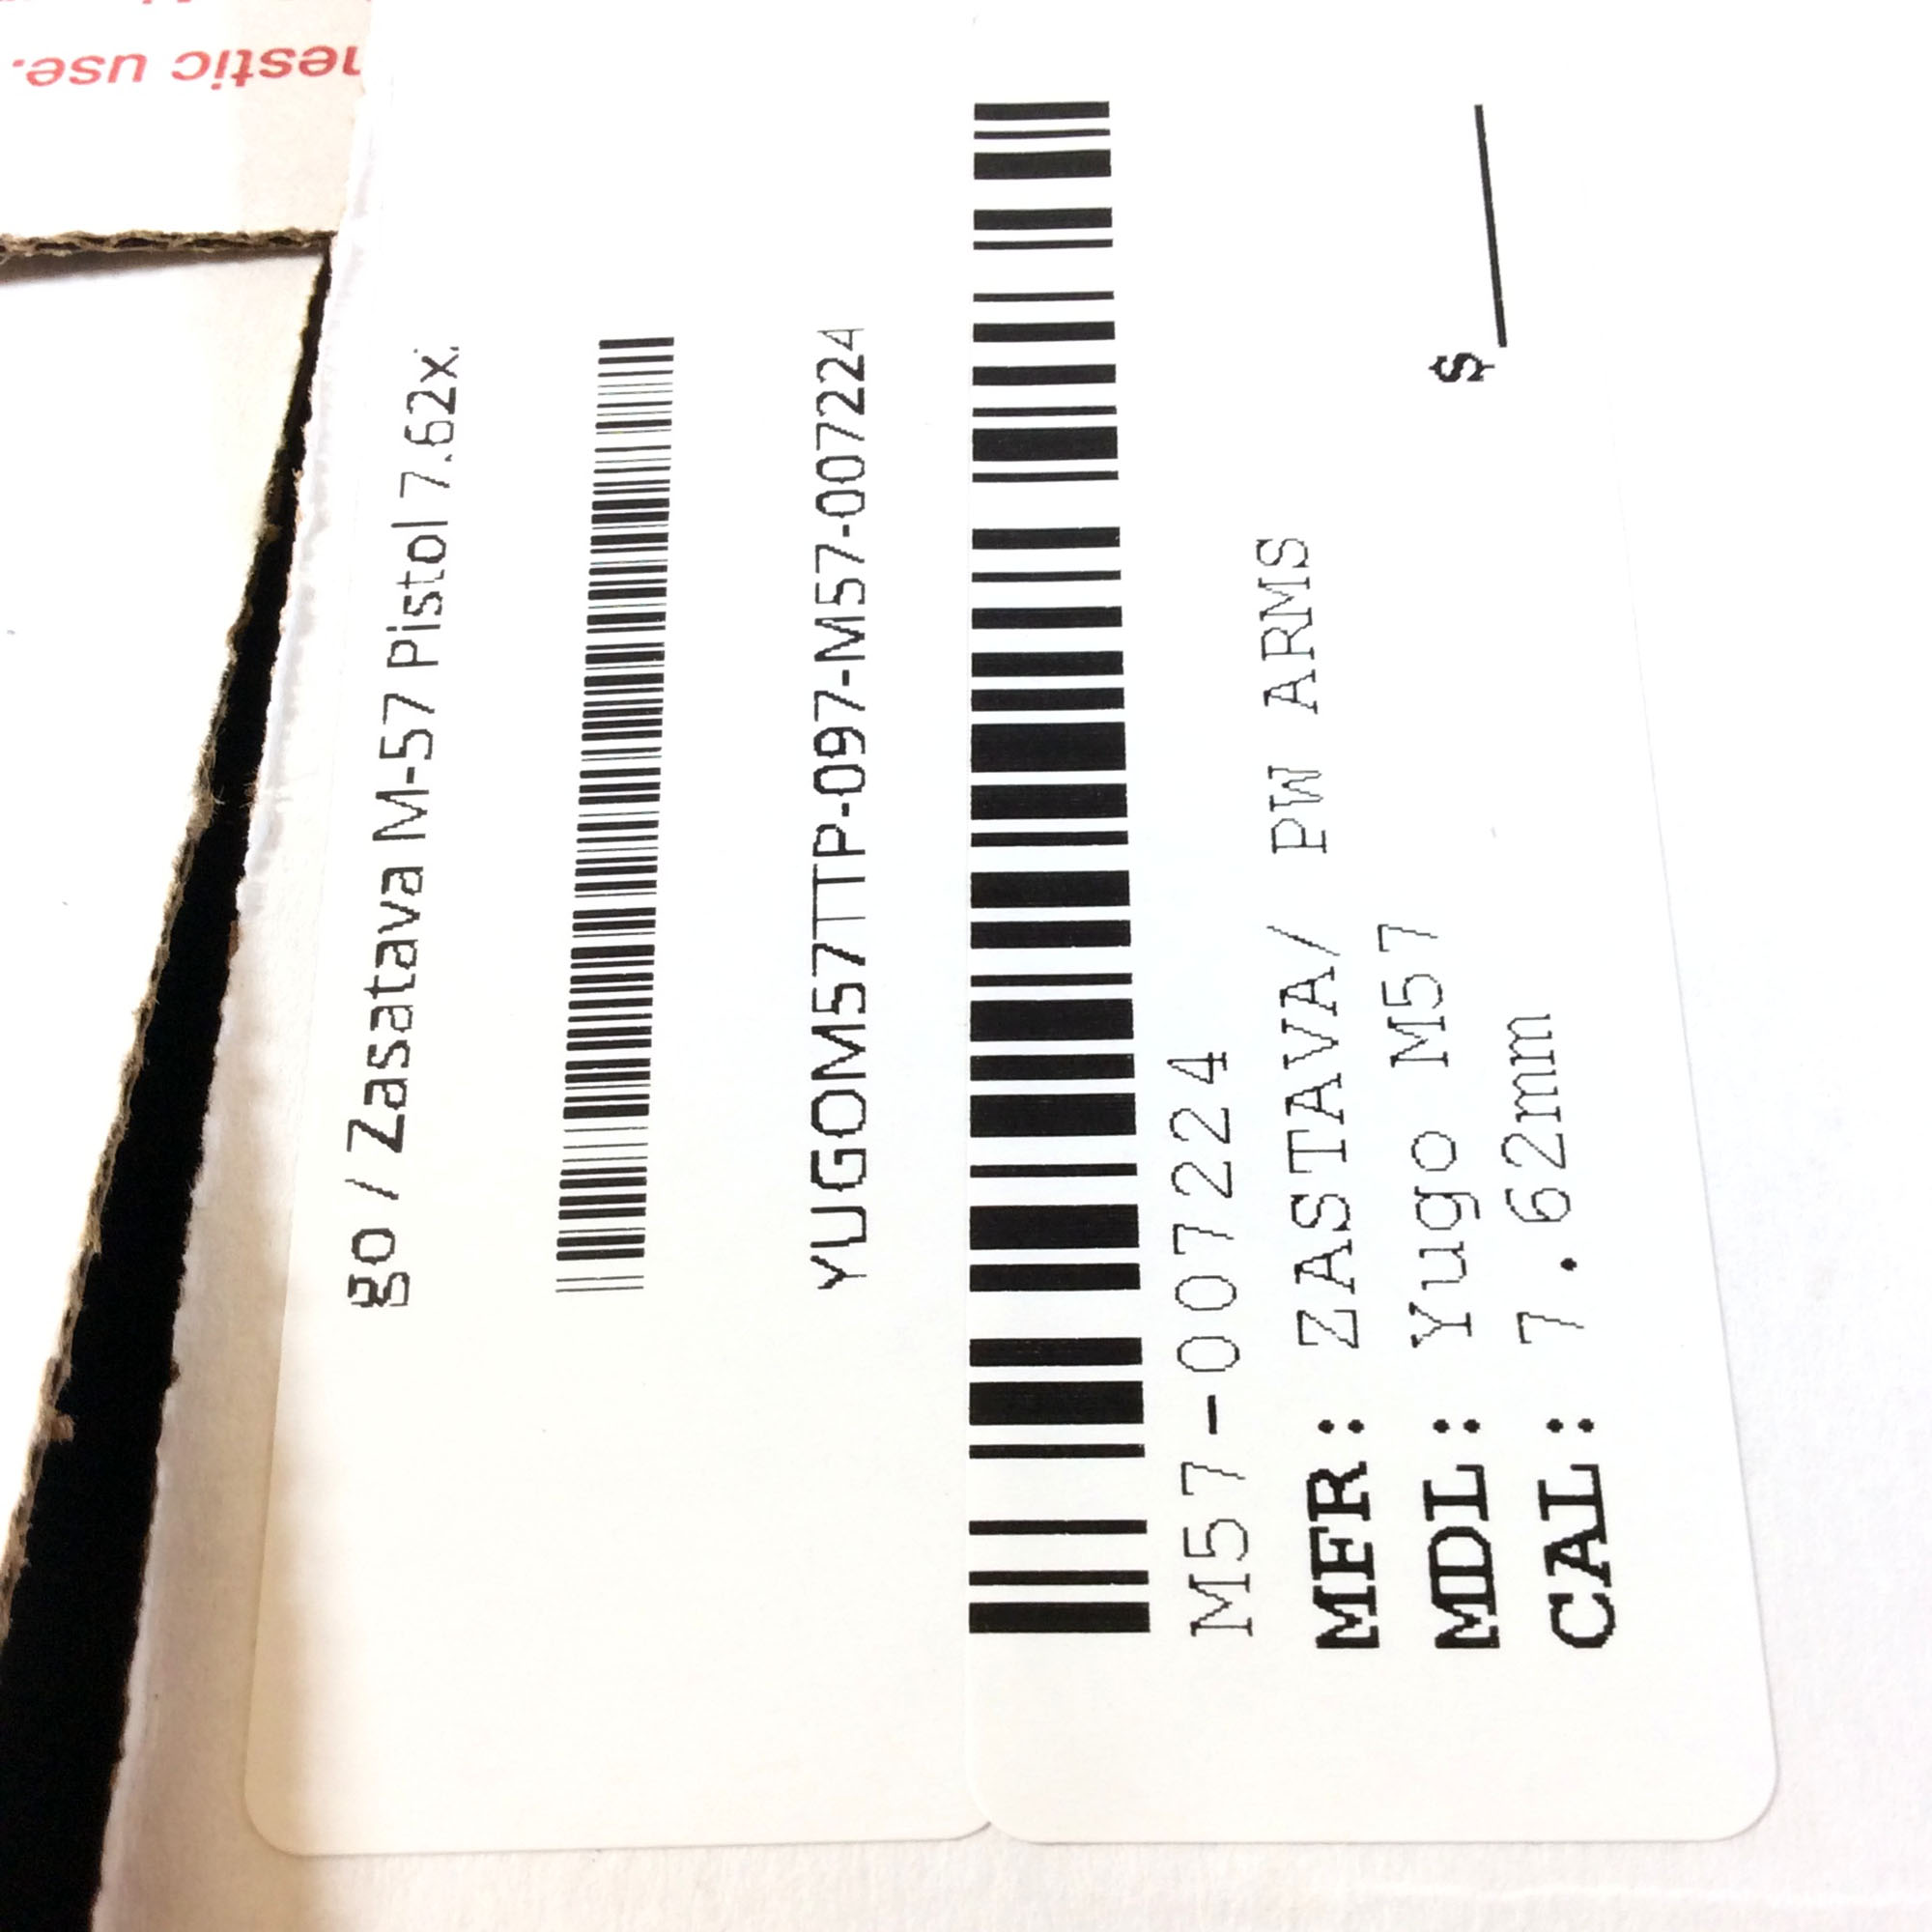 nestic use.
go / Zasatava M-57 Pistol 7.62x
YUGOM57TTP-097-M57-007224
M57-007224
MFR: ZASTAVA/ PW ARMS
MDL: Yugo M57
CAL: 7.62mm
$